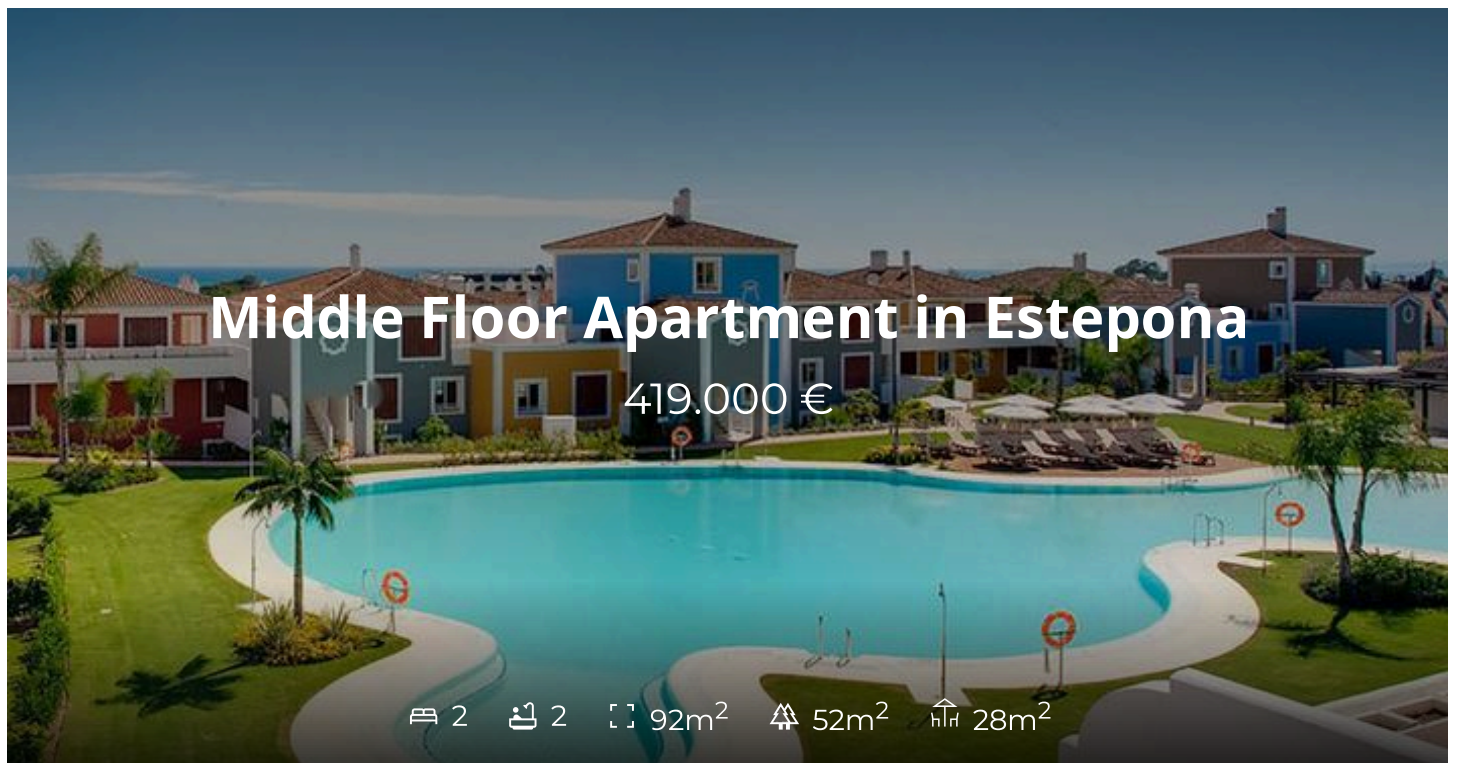 Middle Floor Apartment in Estepona
419.000 €
2 2 92m² 52m² 28m²